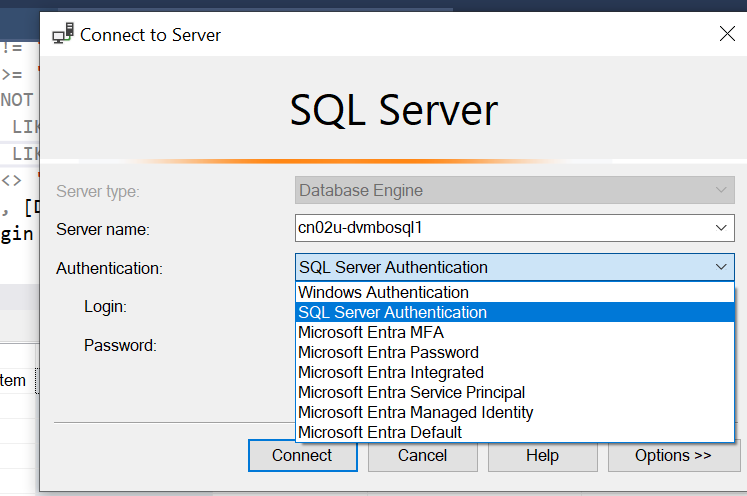 !=
Connect to Server
>=
NOT
SQL Server
LIK
LIK
<>
Server type:
Database Engine
, [D
Server name:
cn02u-dvmbosql1
gin
Authentication:
SQL Server Authentication
Windows Authentication
Login:
SQL Server Authentication
Microsoft Entra MFA
Password:
Microsoft Entra Password
Microsoft Entra Integrated
tem
Microsoft Entra Service Principal
Microsoft Entra Managed Identity
Microsoft Entra Default
Connect
Cancel
Help
Options >>